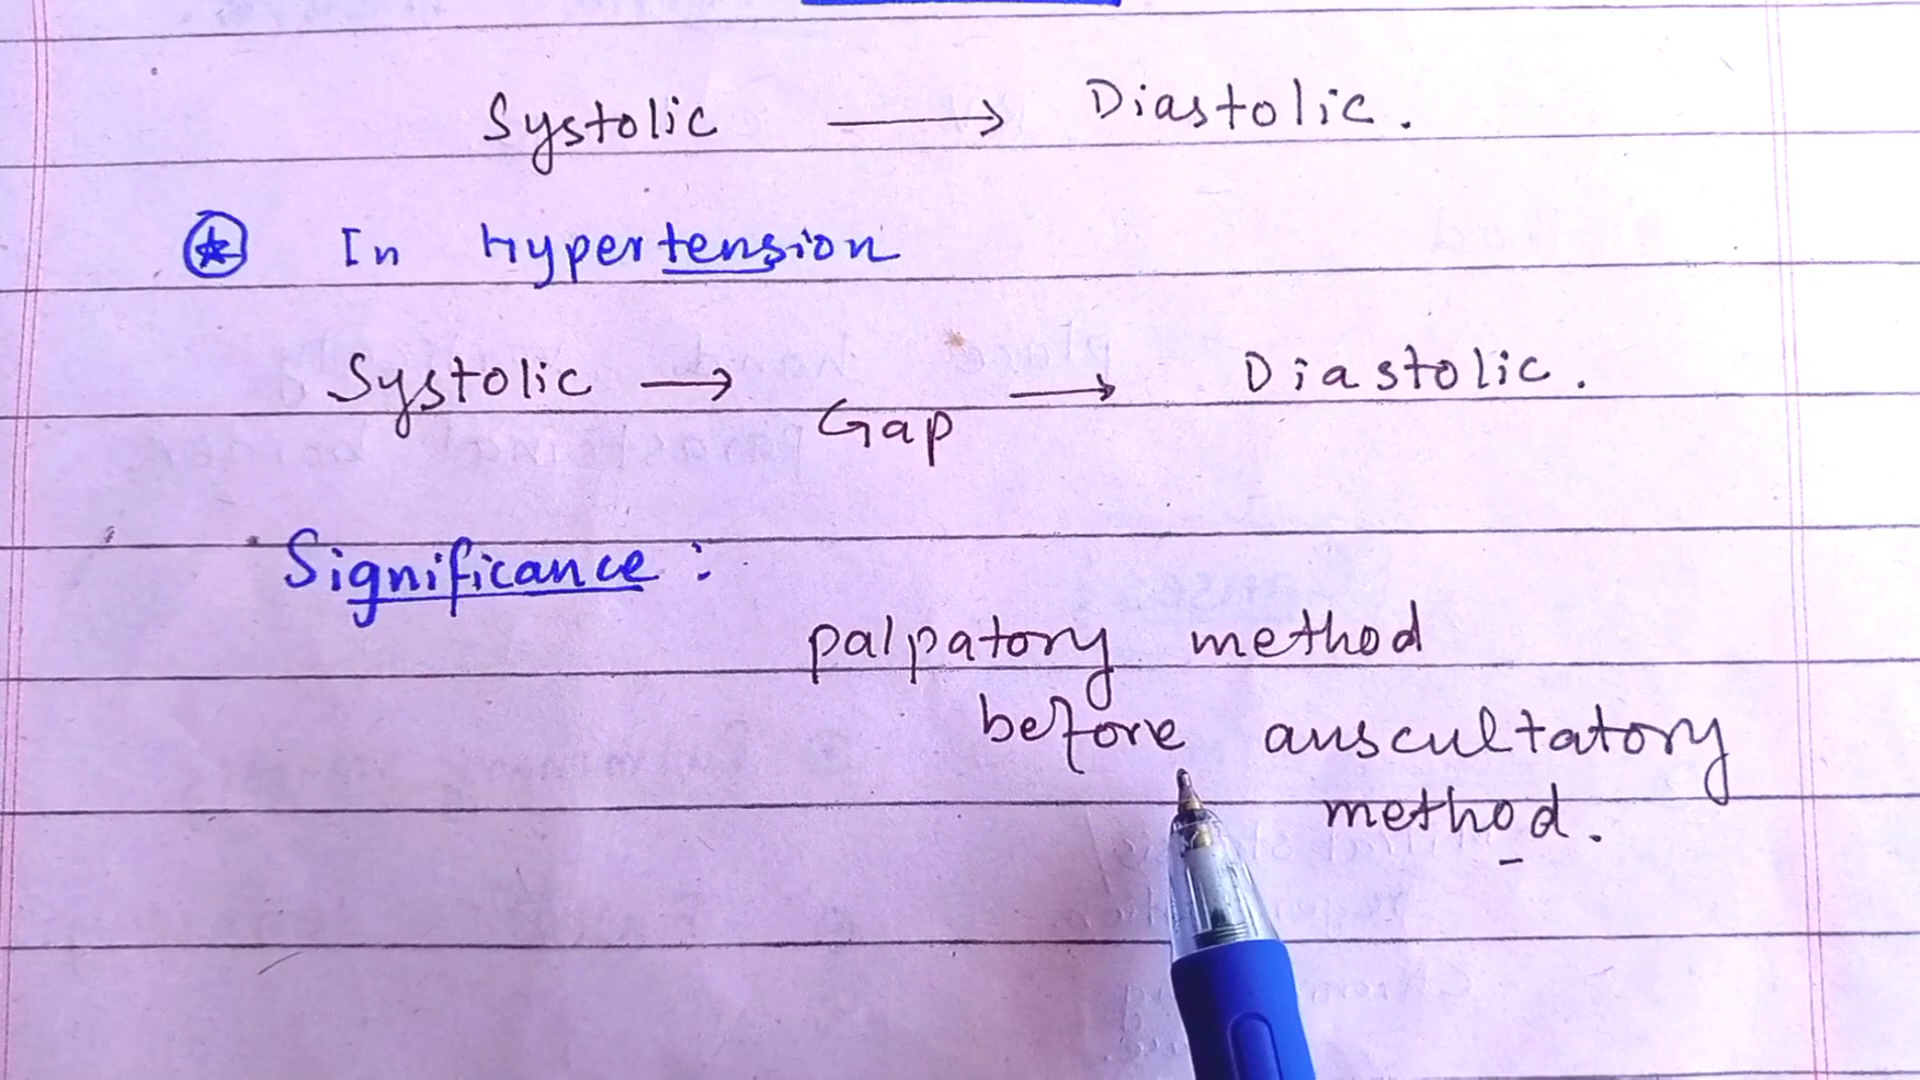 Systolic → Diastolic.
In Hypertension
Systolic → Gap → Diastolic.
Significance :
palpatory method
before auscultatory
method.